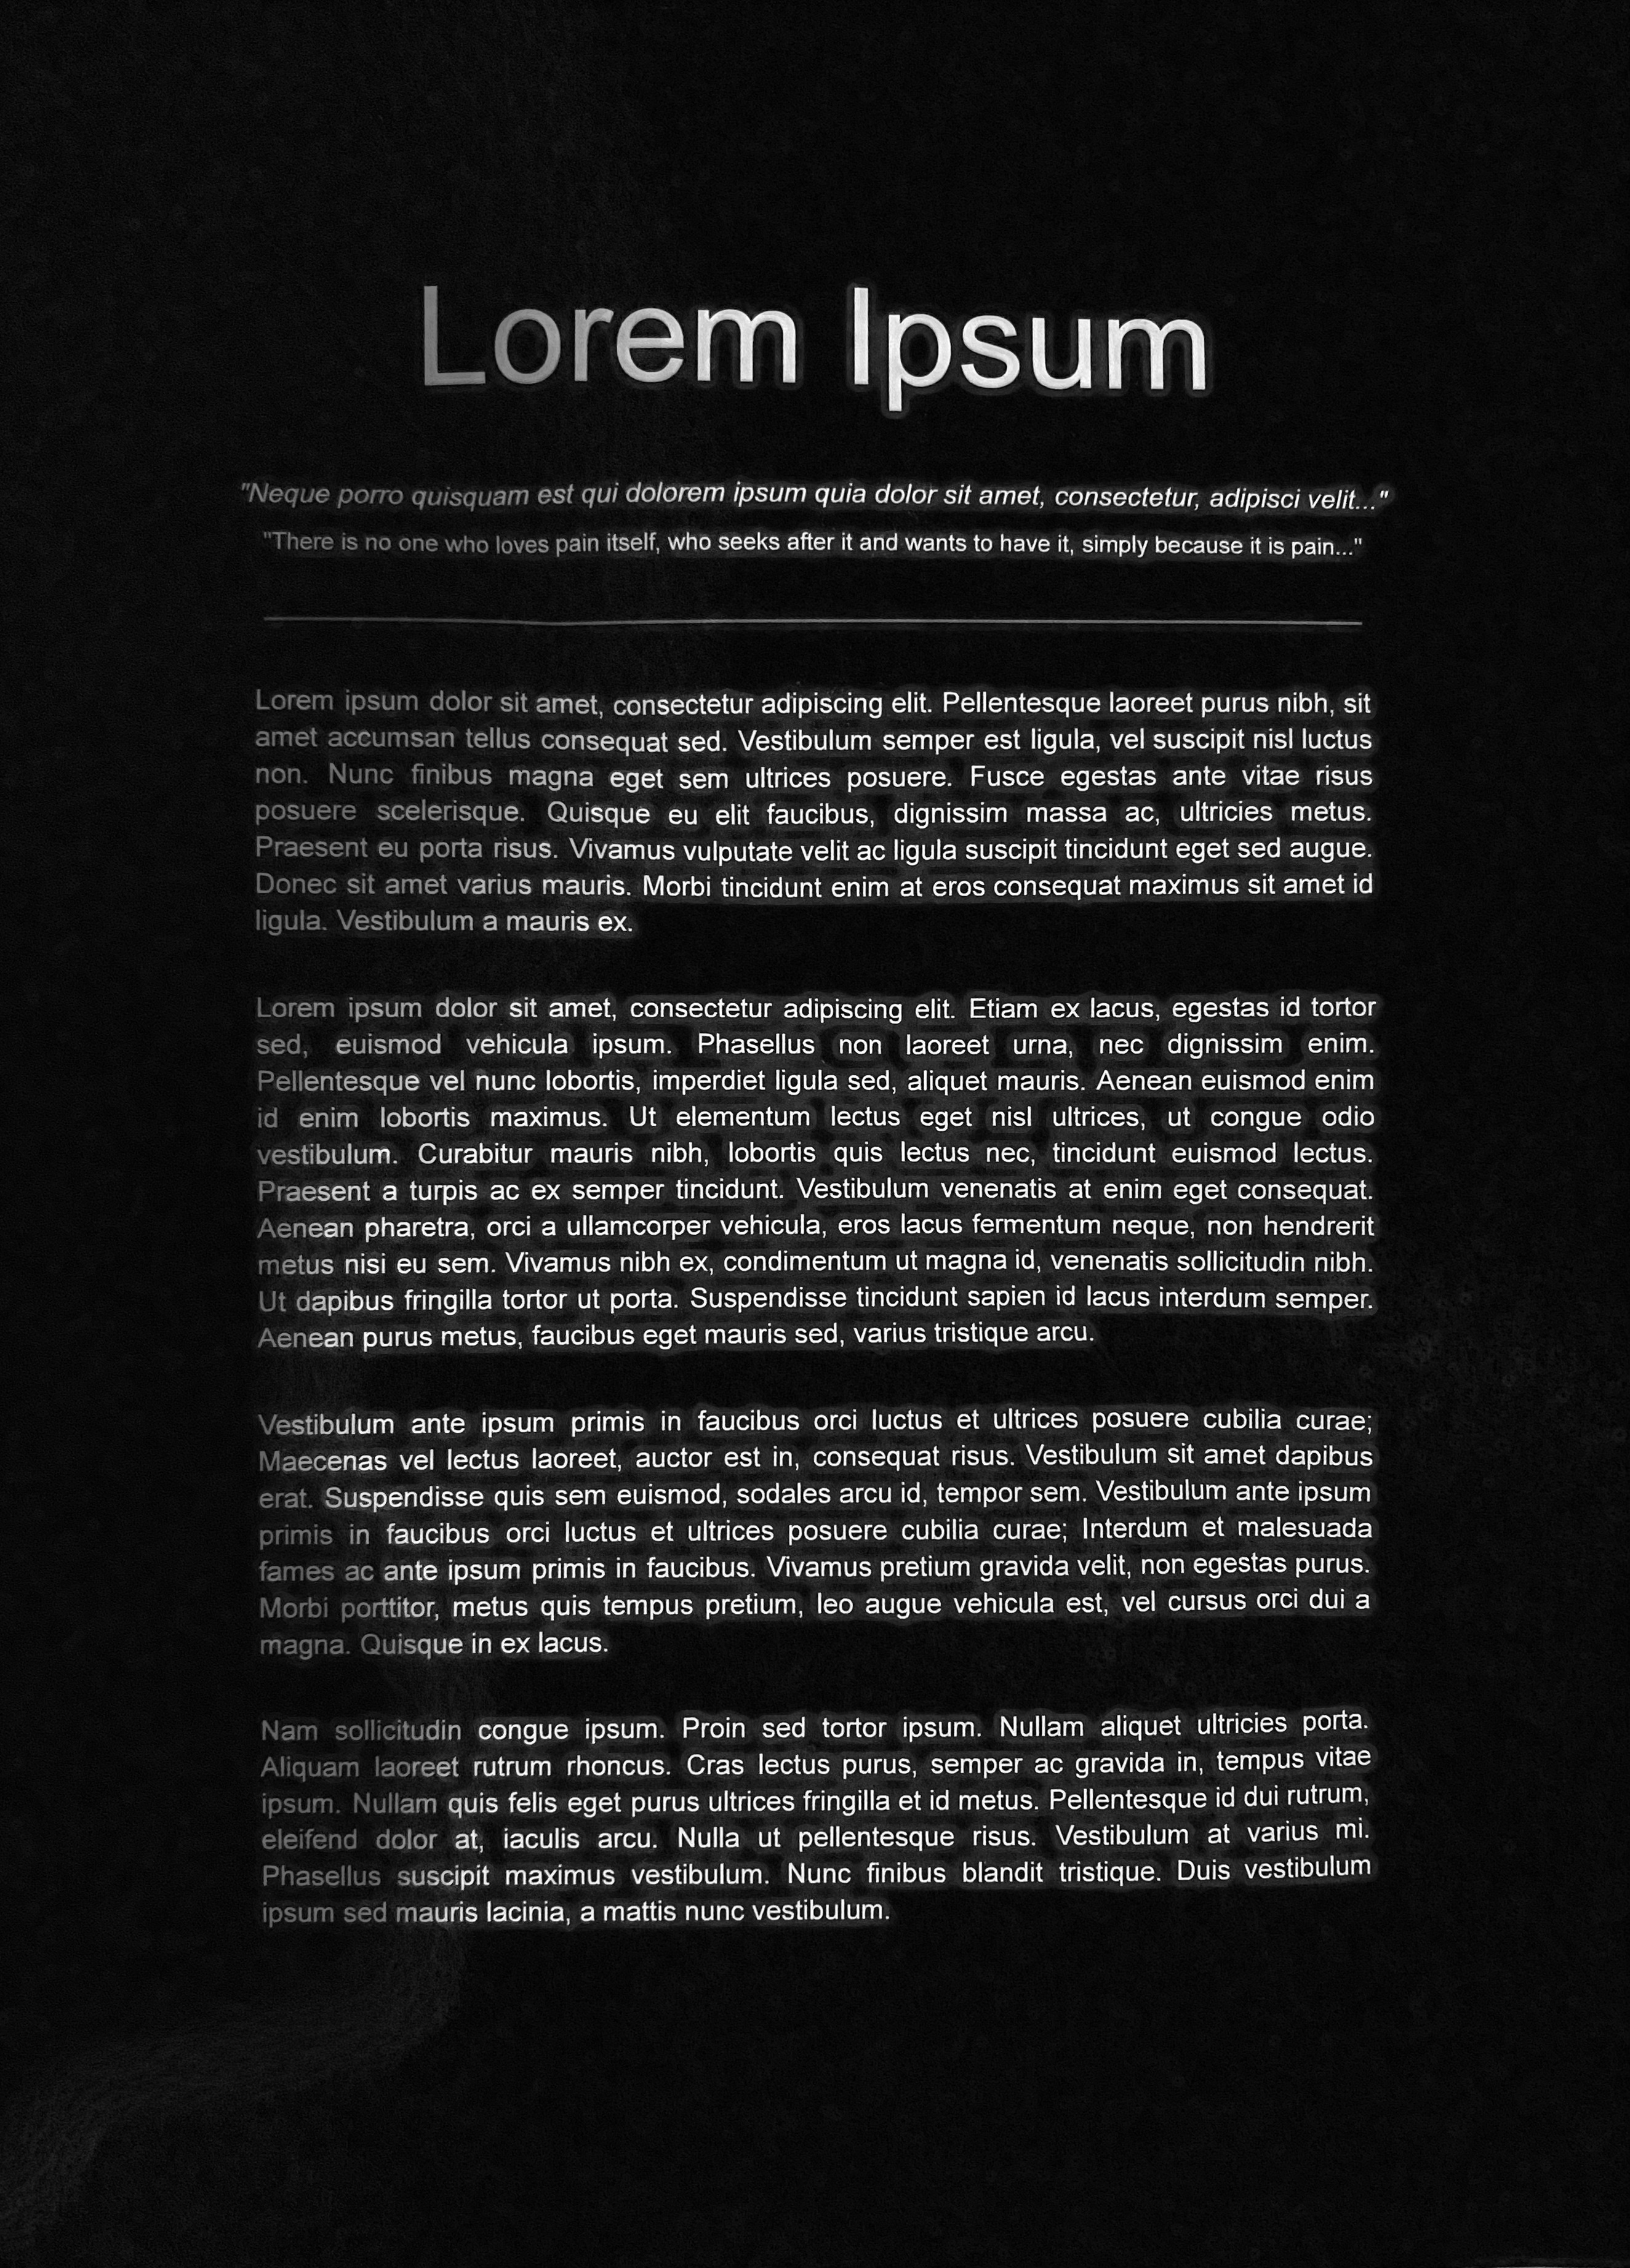 Lorem Ipsum
"Neque porro quisquam est qui dolorem ipsum quia dolor sit amet, consectetur, adipisci velit..."
"There is no one who loves pain itself, who seeks after it and wants to have it, simply because it is pain..."
Lorem ipsum dolor sit amet, consectetur adipiscing elit. Pellentesque laoreet purus nibh, sit
amet accumsan tellus consequat sed. Vestibulum semper est ligula, vel suscipit nisl luctus
non. Nunc finibus magna eget sem ultrices posuere. Fusce egestas ante vitae risus
posuere scelerisque. Quisque eu elit faucibus, dignissim massa ac, ultricies metus.
Praesent eu porta risus. Vivamus vulputate velit ac ligula suscipit tincidunt eget sed augue.
Donec sit amet varius mauris. Morbi tincidunt enim at eros consequat maximus sit amet id
ligula. Vestibulum a mauris ex.
Lorem ipsum dolor sit amet, consectetur adipiscing elit. Etiam ex lacus, egestas id tortor
sed, euismod vehicula ipsum. Phasellus non laoreet urna, nec dignissim enim.
Pellentesque vel nunc lobortis, imperdiet ligula sed, aliquet mauris. Aenean euismod enim
id enim lobortis maximus. Ut elementum lectus eget nisl ultrices, ut congue odio
vestibulum. Curabitur mauris nibh, lobortis quis lectus nec, tincidunt euismod lectus.
Praesent a turpis ac ex semper tincidunt. Vestibulum venenatis at enim eget consequat.
Aenean pharetra, orci a ullamcorper vehicula, eros lacus fermentum neque, non hendrerit
metus nisi eu sem. Vivamus nibh ex, condimentum ut magna id, venenatis sollicitudin nibh.
Ut dapibus fringilla tortor ut porta. Suspendisse tincidunt sapien id lacus interdum semper.
Aenean purus metus, faucibus eget mauris sed, varius tristique arcu.
Vestibulum ante ipsum primis in faucibus orci luctus et ultrices posuere cubilia curae;
Maecenas vel lectus laoreet, auctor est in, consequat risus. Vestibulum sit amet dapibus
erat. Suspendisse quis sem euismod, sodales arcu id, tempor sem. Vestibulum ante ipsum
primis in faucibus orci luctus et ultrices posuere cubilia curae; Interdum et malesuada
fames ac ante ipsum primis in faucibus. Vivamus pretium gravida velit, non egestas purus.
Morbi porttitor, metus quis tempus pretium, leo augue vehicula est, vel cursus orci dui a
magna. Quisque in ex lacus.
Nam sollicitudin congue ipsum. Proin sed tortor ipsum. Nullam aliquet ultricies porta.
Aliquam laoreet rutrum rhoncus. Cras lectus purus, semper ac gravida in, tempus vitae
ipsum. Nullam quis felis eget purus ultrices fringilla et id metus. Pellentesque id dui rutrum,
eleifend dolor at, iaculis arcu. Nulla ut pellentesque risus. Vestibulum at varius mi.
Phasellus suscipit maximus vestibulum. Nunc finibus blandit tristique. Duis vestibulum
ipsum sed mauris lacinia, a mattis nunc vestibulum.